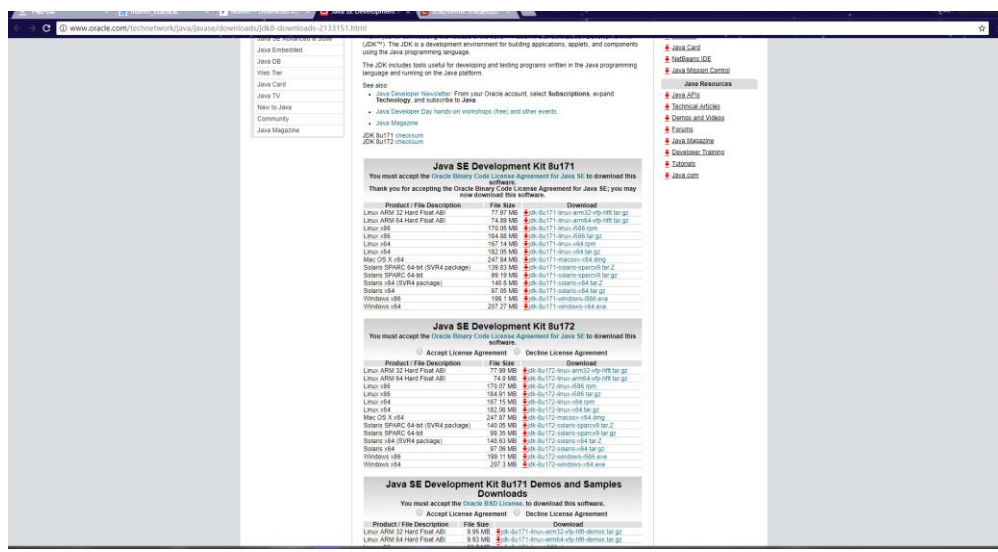 www.oracle.com/technetwork/java/javase/downloads/jdk8-downloads-2133151.html
Java SE Advanced & Suite
Java Embedded
Java DB
Web Tier
Java Card
Java TV
New to Java
Community
Java Magazine
(JDK™). The JDK is a development environment for building applications, applets, and components
using the Java programming language.
The JDK includes tools useful for developing and testing programs written in the Java programming
language and running on the Java platform.
See also:
Java Developer Newsletter: From your Oracle account, select Subscriptions, expand
Technology, and subscribe to Java.
Java Developer Day hands-on workshops (free) and other events
Java Magazine
JDK 8u171 checksum
JDK 8u172 checksum
Java SE Development Kit 8u171
You must accept the Oracle Binary Code License Agreement for Java SE to download this
software.
Thank you for accepting the Oracle Binary Code License Agreement for Java SE; you may
now download this software.
Product / File Description File Size Download
Linux ARM 32 Hard Float ABI 77.97 MB jdk-8u171-linux-arm32-vfp-hflt.tar.gz
Linux ARM 64 Hard Float ABI 74.89 MB jdk-8u171-linux-arm64-vfp-hflt.tar.gz
Linux x86 170.05 MB jdk-8u171-linux-i586.rpm
Linux x86 184.88 MB jdk-8u171-linux-i586.tar.gz
Linux x64 167.14 MB jdk-8u171-linux-x64.rpm
Linux x64 182.05 MB jdk-8u171-linux-x64.tar.gz
Mac OS X x64 247.84 MB jdk-8u171-macosx-x64.dmg
Solaris SPARC 64-bit (SVR4 package) 139.83 MB jdk-8u171-solaris-sparcv9.tar.Z
Solaris SPARC 64-bit 99.19 MB jdk-8u171-solaris-sparcv9.tar.gz
Solaris x64 (SVR4 package) 140.6 MB jdk-8u171-solaris-x64.tar.Z
Solaris x64 97.05 MB jdk-8u171-solaris-x64.tar.gz
Windows x86 199.1 MB jdk-8u171-windows-i586.exe
Windows x64 207.27 MB jdk-8u171-windows-x64.exe
Java SE Development Kit 8u172
You must accept the Oracle Binary Code License Agreement for Java SE to download this
software.
Accept License Agreement Decline License Agreement
Product / File Description File Size Download
Linux ARM 32 Hard Float ABI 77.99 MB jdk-8u172-linux-arm32-vfp-hflt.tar.gz
Linux ARM 64 Hard Float ABI 74.9 MB jdk-8u172-linux-arm64-vfp-hflt.tar.gz
Linux x86 170.07 MB jdk-8u172-linux-i586.rpm
Linux x86 184.91 MB jdk-8u172-linux-i586.tar.gz
Linux x64 167.15 MB jdk-8u172-linux-x64.rpm
Linux x64 182.06 MB jdk-8u172-linux-x64.tar.gz
Mac OS X x64 247.87 MB jdk-8u172-macosx-x64.dmg
Solaris SPARC 64-bit (SVR4 package) 140.05 MB jdk-8u172-solaris-sparcv9.tar.Z
Solaris SPARC 64-bit 99.35 MB jdk-8u172-solaris-sparcv9.tar.gz
Solaris x64 (SVR4 package) 140.63 MB jdk-8u172-solaris-x64.tar.Z
Solaris x64 97.06 MB jdk-8u172-solaris-x64.tar.gz
Windows x86 199.11 MB jdk-8u172-windows-i586.exe
Windows x64 207.3 MB jdk-8u172-windows-x64.exe
Java SE Development Kit 8u171 Demos and Samples
Downloads
You must accept the Oracle BSD License. to download this software.
Accept License Agreement Decline License Agreement
Product / File Description File Size Download
Linux ARM 32 Hard Float ABI 9.95 MB jdk-8u171-linux-arm32-vfp-hflt-demos.tar.gz
Linux ARM 64 Hard Float ABI 9.93 MB jdk-8u171-linux-arm64-vfp-hflt-demos.tar.gz
Java Card
NetBeans IDE
Java Mission Control
Java Resources
Java APIs
Technical Articles
Demos and Videos
Forums
Java Magazine
Developer Training
Tutorials
Java.com